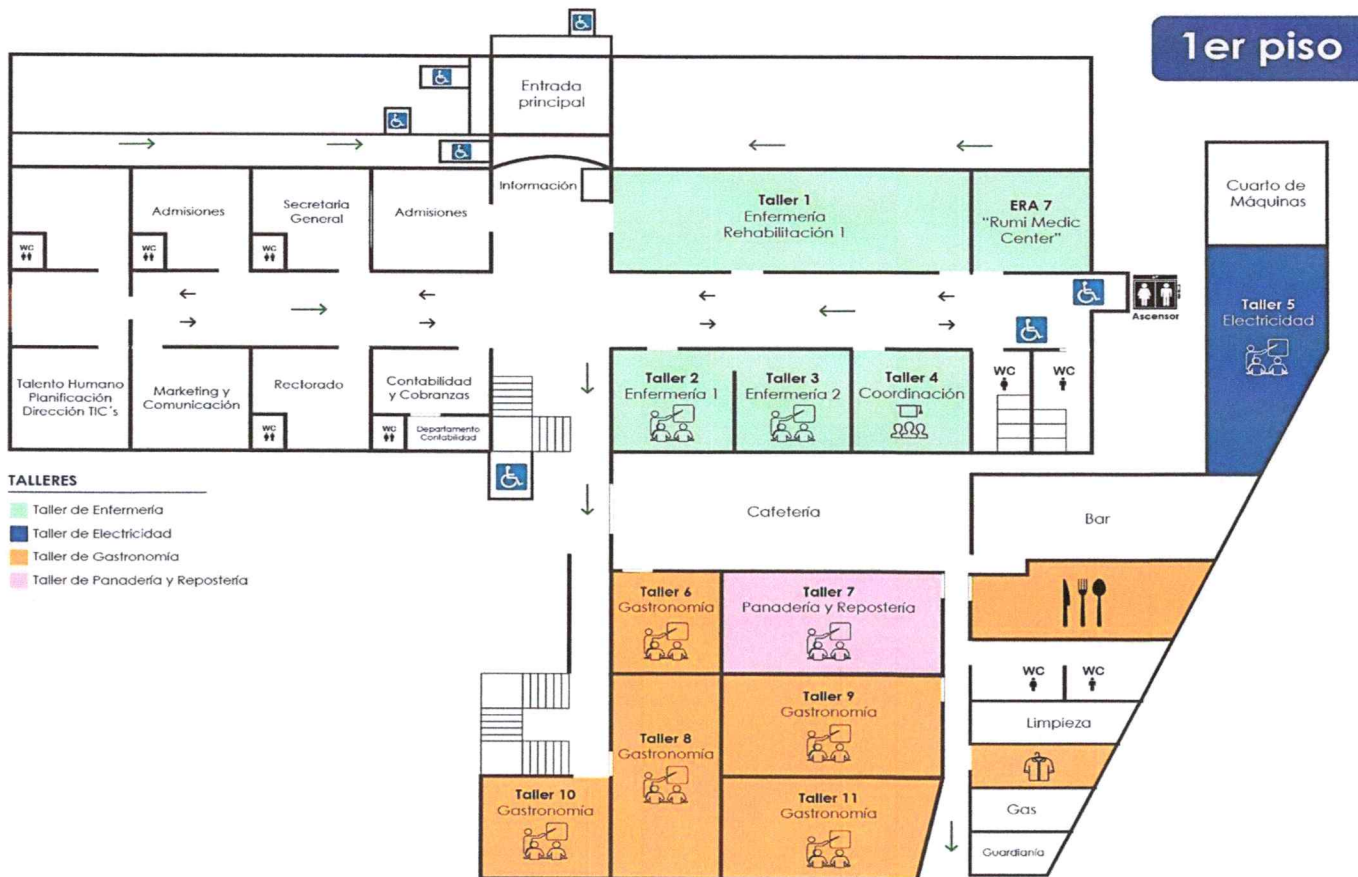 1er piso
Entrada
principal
Información
Admisiones
Secretaria
General
Admisiones
Taller 1
Enfermería
Rehabilitación 1
ERA 7
"Rumi Medic
Center"
Cuarto de
Máquinas
WC
WC
WC
Ascensor
Taller 5
Electricidad
Talento Humano
Planificación
Dirección TIC´s
Marketing y
Comunicación
Rectorado
Contabilidad
y Cobranzas
WC
WC
Departamento
Contabilidad
Taller 2
Enfermería 1
Taller 3
Enfermería 2
Taller 4
Coordinación
WC
WC
TALLERES
Taller de Enfermería
Taller de Electricidad
Taller de Gastronomía
Taller de Panadería y Repostería
Cafetería
Bar
Taller 6
Gastronomía
Taller 7
Panadería y Repostería
WC
WC
Taller 8
Gastronomía
Taller 9
Gastronomía
Limpieza
Taller 10
Gastronomía
Taller 11
Gastronomía
Gas
Guardianía